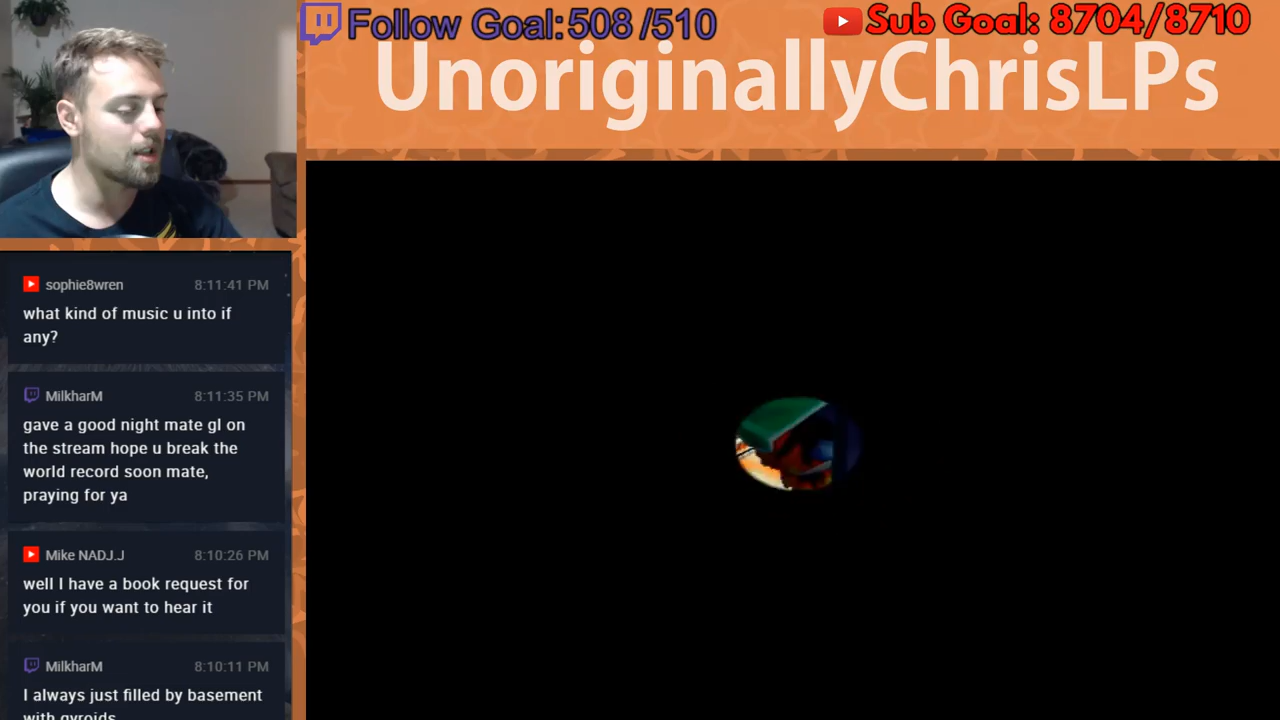 Follow Goal: 508 /510
Sub Goal: 8704/8710
UnoriginallyChrisLPs
sophie8wren 8:11:41 PM
what kind of music u into if
any?
MilkharM 8:11:35 PM
gave a good night mate gl on
the stream hope u break the
world record soon mate,
praying for ya
Mike NADJ.J 8:10:26 PM
well I have a book request for
you if you want to hear it
MilkharM 8:10:11 PM
I always just filled by basement
with gyroids